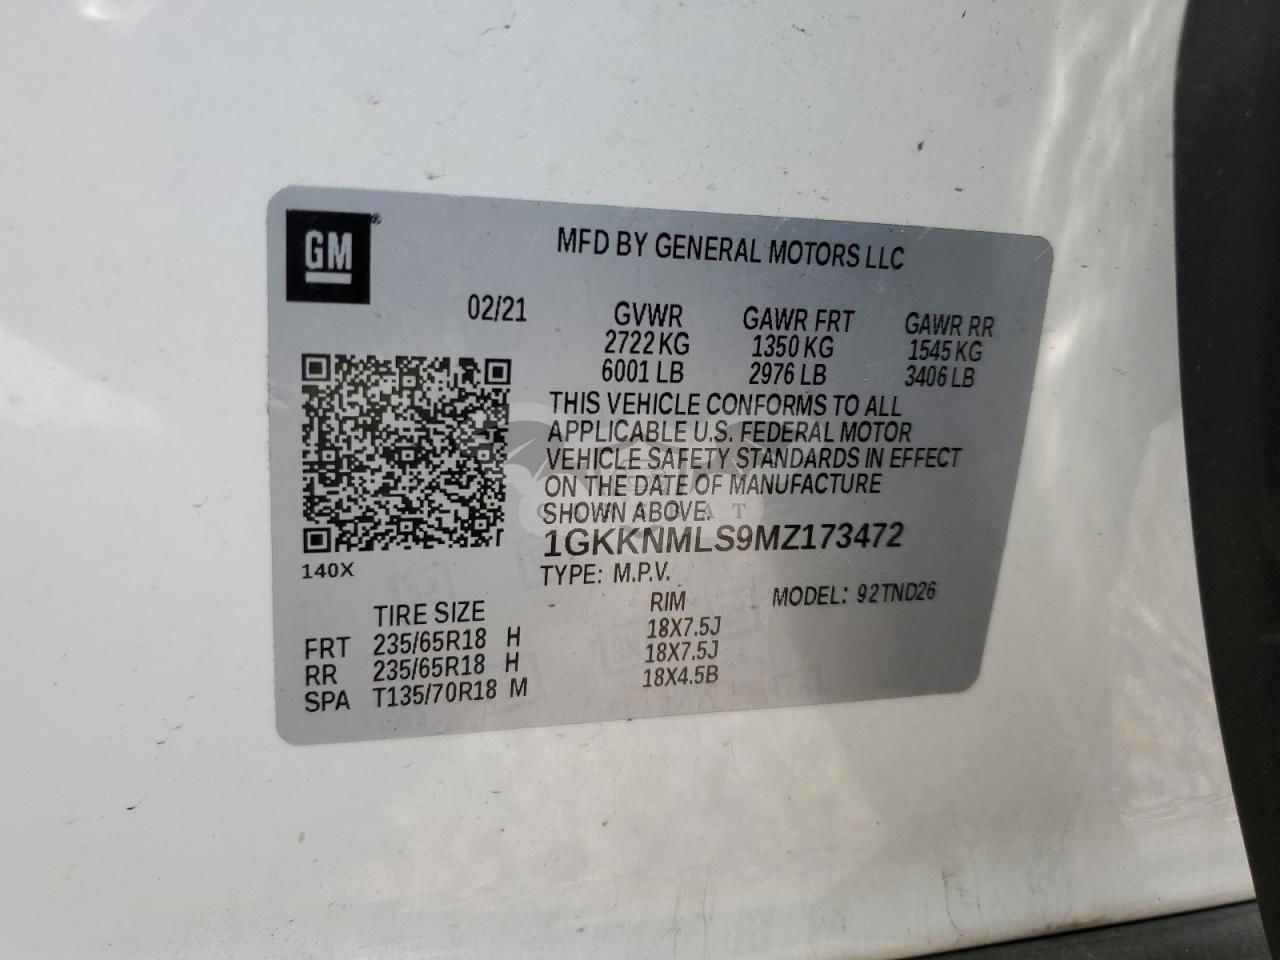 GM®
MFD BY GENERAL MOTORS LLC
02/21
GVWR GAWR FRT GAWR RR
2722 KG 1350 KG 1545 KG
6001 LB 2976 LB 3406 LB
THIS VEHICLE CONFORMS TO ALL
APPLICABLE U.S. FEDERAL MOTOR
VEHICLE SAFETY STANDARDS IN EFFECT
ON THE DATE OF MANUFACTURE
SHOWN ABOVE.
1GKKNMLS9MZ173472
140X
TYPE: M.P.V. MODEL: 92TND26
TIRE SIZE RIM
FRT 235/65R18 H 18X7.5J
RR 235/65R18 H 18X7.5J
SPA T135/70R18 M 18X4.5B